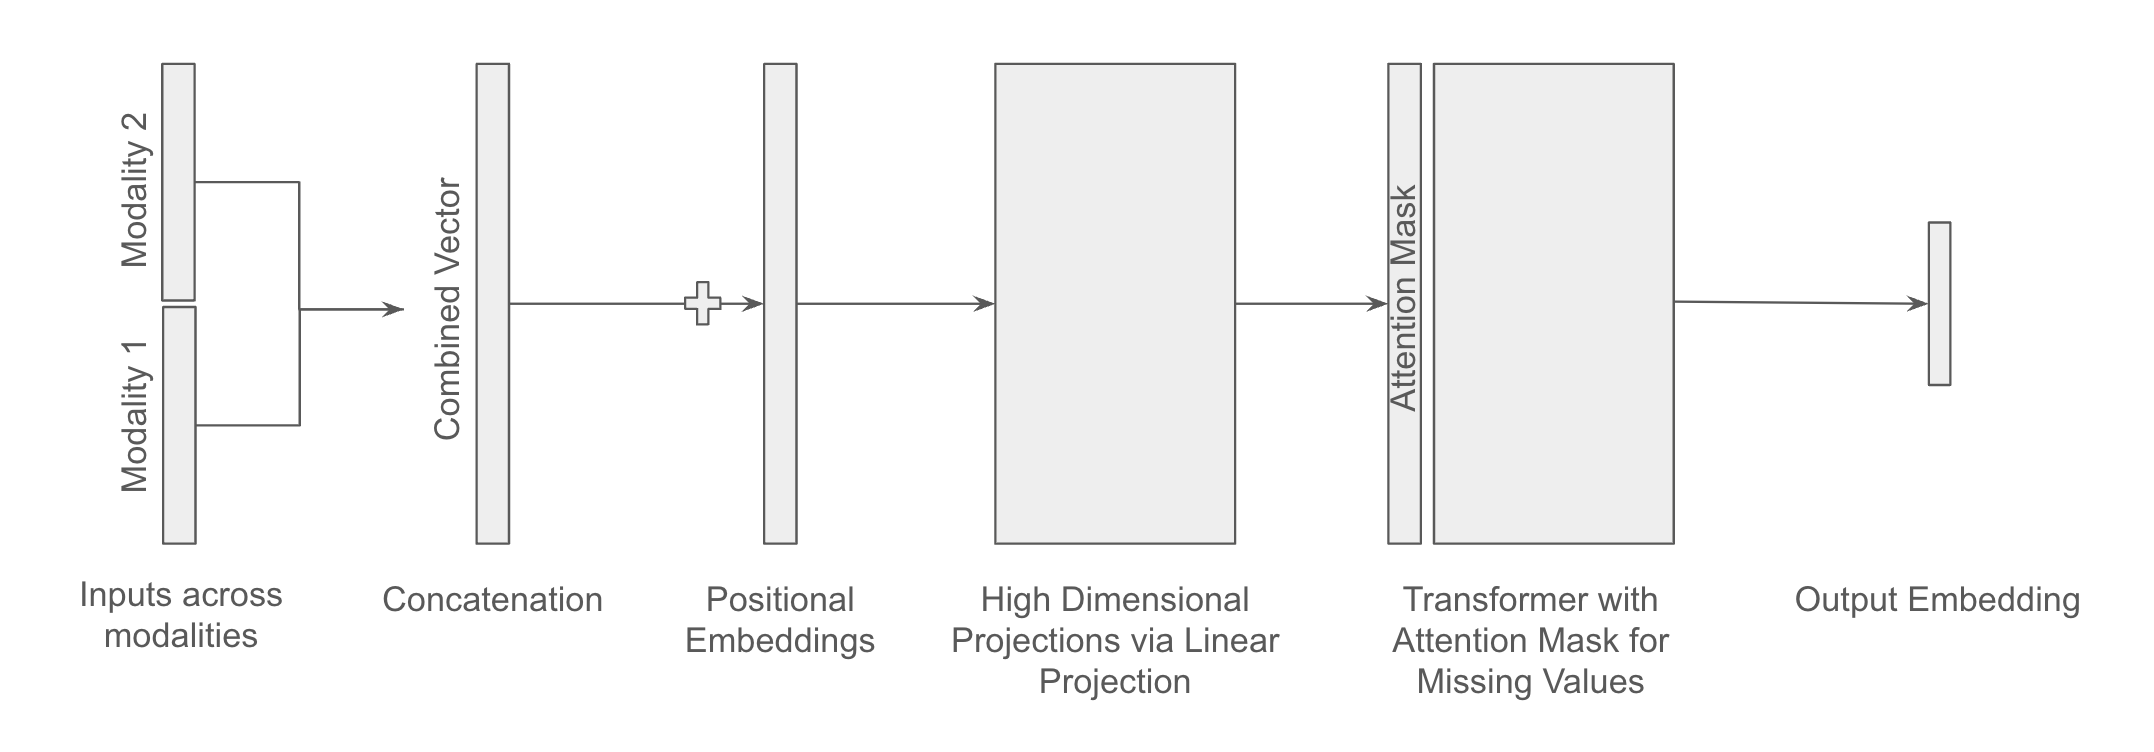 Modality 2
Modality 1
Combined Vector
Attention Mask
Inputs across
modalities
Concatenation
Positional
Embeddings
High Dimensional
Projections via Linear
Projection
Transformer with
Attention Mask for
Missing Values
Output Embedding